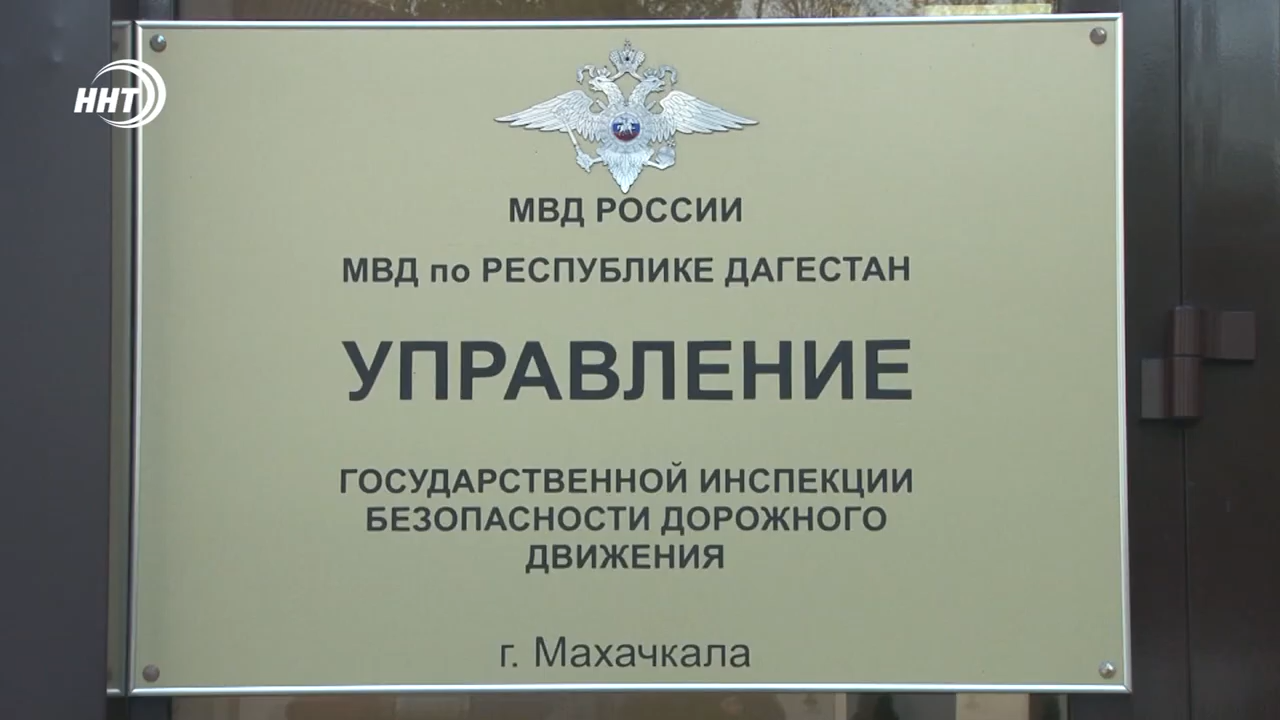 ННТ
МВД РОССИИ
МВД по РЕСПУБЛИКЕ ДАГЕСТАН
УПРАВЛЕНИЕ
ГОСУДАРСТВЕННОЙ ИНСПЕКЦИИ
БЕЗОПАСНОСТИ ДОРОЖНОГО
ДВИЖЕНИЯ
г. Махачкала